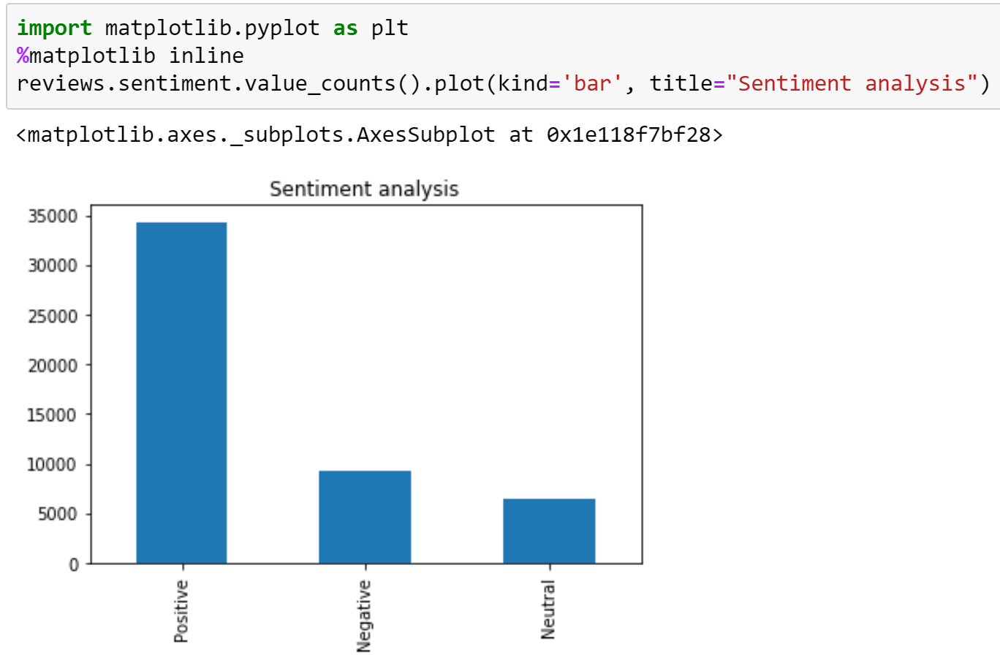 import matplotlib.pyplot as plt
%matplotlib inline
reviews.sentiment.value_counts().plot(kind='bar', title="Sentiment analysis")
<matplotlib.axes._subplots.AxesSubplot at 0x1e118f7bf28>
Sentiment analysis
35000
30000
25000
20000
15000
10000
5000
0
Positive
Negative
Neutral